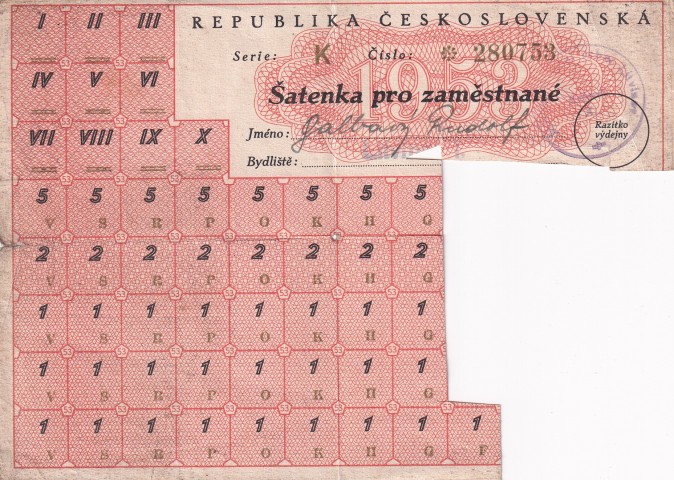 I II III
REPUBLIKA ČESKOSLOVENSKÁ
Serie: K Číslo: * 280753
1953
IV V VI
Šatenka pro zaměstnané
VII VIII IX X
Jméno: Galbavý Rudolf
Razítko
výdejny
Bydliště:
5 5 5 5 5 5 5 5
V S R P O K H G
2 2 2 2 2 2 2 2
V S R P O K H G
1 1 1 1 1 1 1 1
V S R P O K H G
1 1 1 1 1 1 1 1
V S R P O K H G
1 1 1 1 1 1 1 1 1
V S R P O K H G F